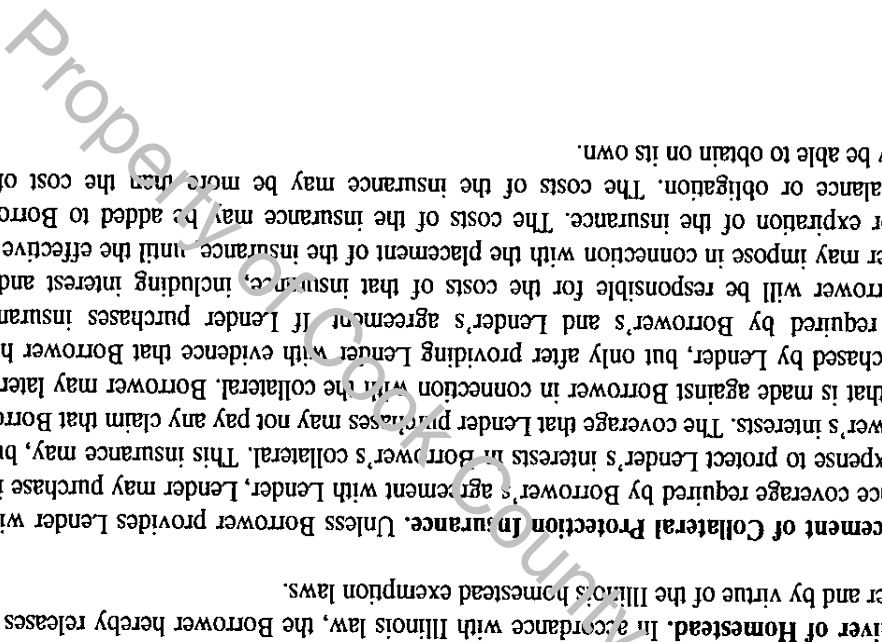 iver of Homestead. In accordance with Illinois law, the Borrower hereby releases
er and by virtue of the Illinois homestead exemption laws.
cement of Collateral Protection Insurance. Unless Borrower provides Lender wi
ce coverage required by Borrower's agreement with Lender, Lender may purchase i
xpense to protect Lender's interests in Borrower's collateral. This insurance may, bu
wer's interests. The coverage that Lender purchases may not pay any claim that Borro
that is made against Borrower in connection with the collateral. Borrower may later
chased by Lender, but only after providing Lender with evidence that Borrower h
required by Borrower's and Lender's agreement. If Lender purchases insuran
rrower will be responsible for the costs of that insurance, including interest and
er may impose in connection with the placement of the insurance, until the effective
r expiration of the insurance. The costs of the insurance may be added to Borro
alance or obligation. The costs of the insurance may be more than the cost of
y be able to obtain on its own.
Property of Cook County